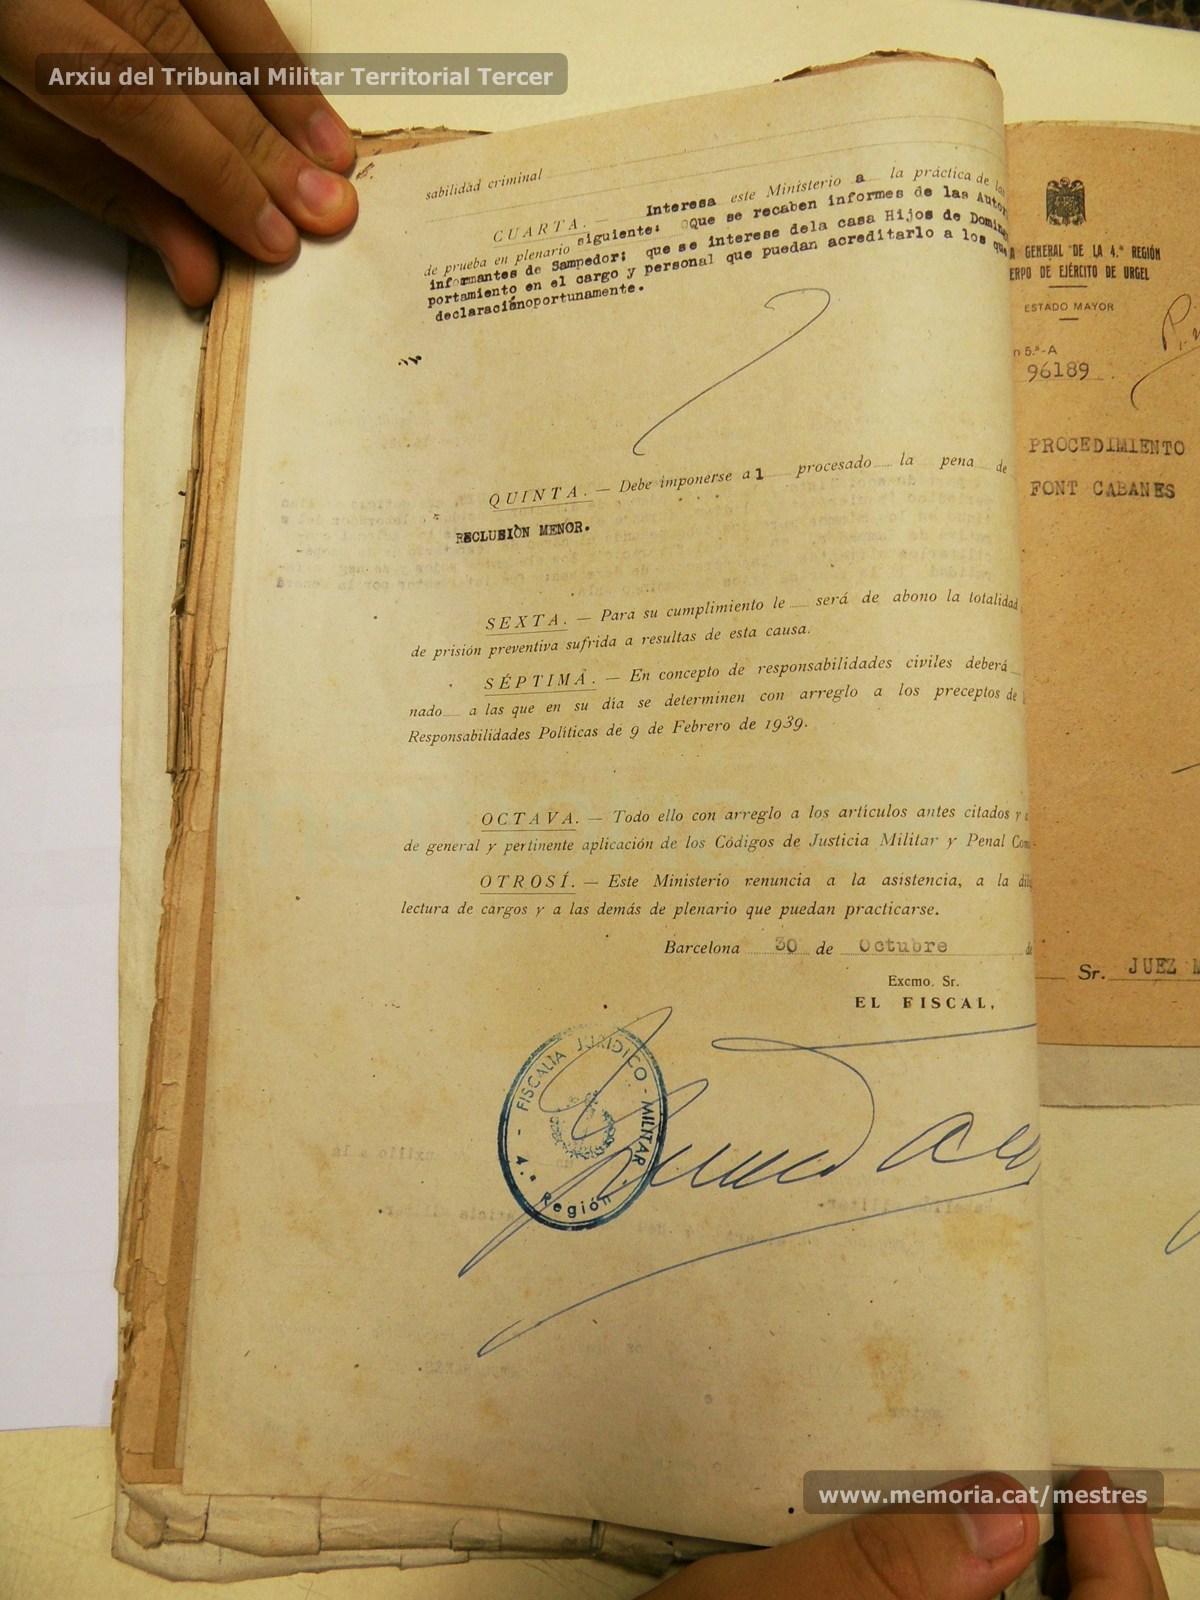 Arxiu del Tribunal Militar Territorial Tercer
sabilidad criminal
CUARTA. — Interesa este Ministerio a la práctica de las
de prueba en plenario siguiente: Que se recaben informes de las Autor
informantes de Sampedor; que se interese dela casa Hijos de Doming
portamiento en el cargo y personal que puedan acreditarlo a los que
declaraciánoportunamente.
QUINTA. — Debe imponerse al procesado la pena de
RECLUSIÒN MENOR.
SEXTA. — Para su cumplimiento le será de abono la totalidad
de prisión preventiva sufrida a resultas de esta causa.
SÉPTIMA. — En concepto de responsabilidades civiles deberá
nado a las que en su día se determinen con arreglo a los preceptos de
Responsabilidades Políticas de 9 de Febrero de 1939.
OCTAVA. — Todo ello con arreglo a los artículos antes citados y
de general y pertinente aplicación de los Códigos de Justicia Militar y Penal Com
OTROSÍ. — Este Ministerio renuncia a la asistencia, a la dili
lectura de cargos y a las demás de plenario que puedan practicarse.
Barcelona 30 de Octubre de
Excmo. Sr.
EL FISCAL,
FISCALIA JURIDICO - MILITAR
4.ª Región
A GENERAL DE LA 4.ª REGIÓN
ERPO DE EJÉRCITO DE URGEL
ESTADO MAYOR
n 5.ª-A
96189
PROCEDIMIENTO
FONT CABANES
Sr. JUEZ M
www.memoria.cat/mestres